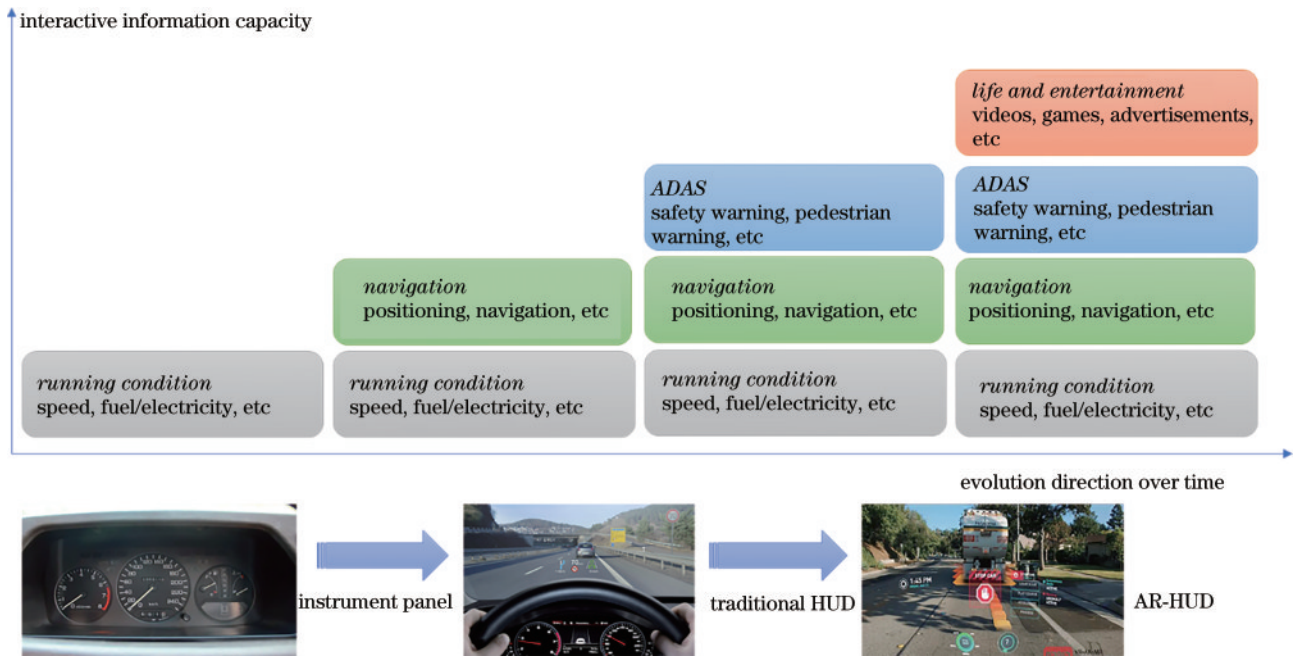 interactive information capacity
life and entertainment
videos, games, advertisements,
etc
ADAS
safety warning, pedestrian
warning, etc
ADAS
safety warning, pedestrian
warning, etc
navigation
positioning, navigation, etc
navigation
positioning, navigation, etc
navigation
positioning, navigation, etc
running condition
speed, fuel/electricity, etc
running condition
speed, fuel/electricity, etc
running condition
speed, fuel/electricity, etc
running condition
speed, fuel/electricity, etc
evolution direction over time
instrument panel
traditional HUD
AR-HUD
1:45 PM